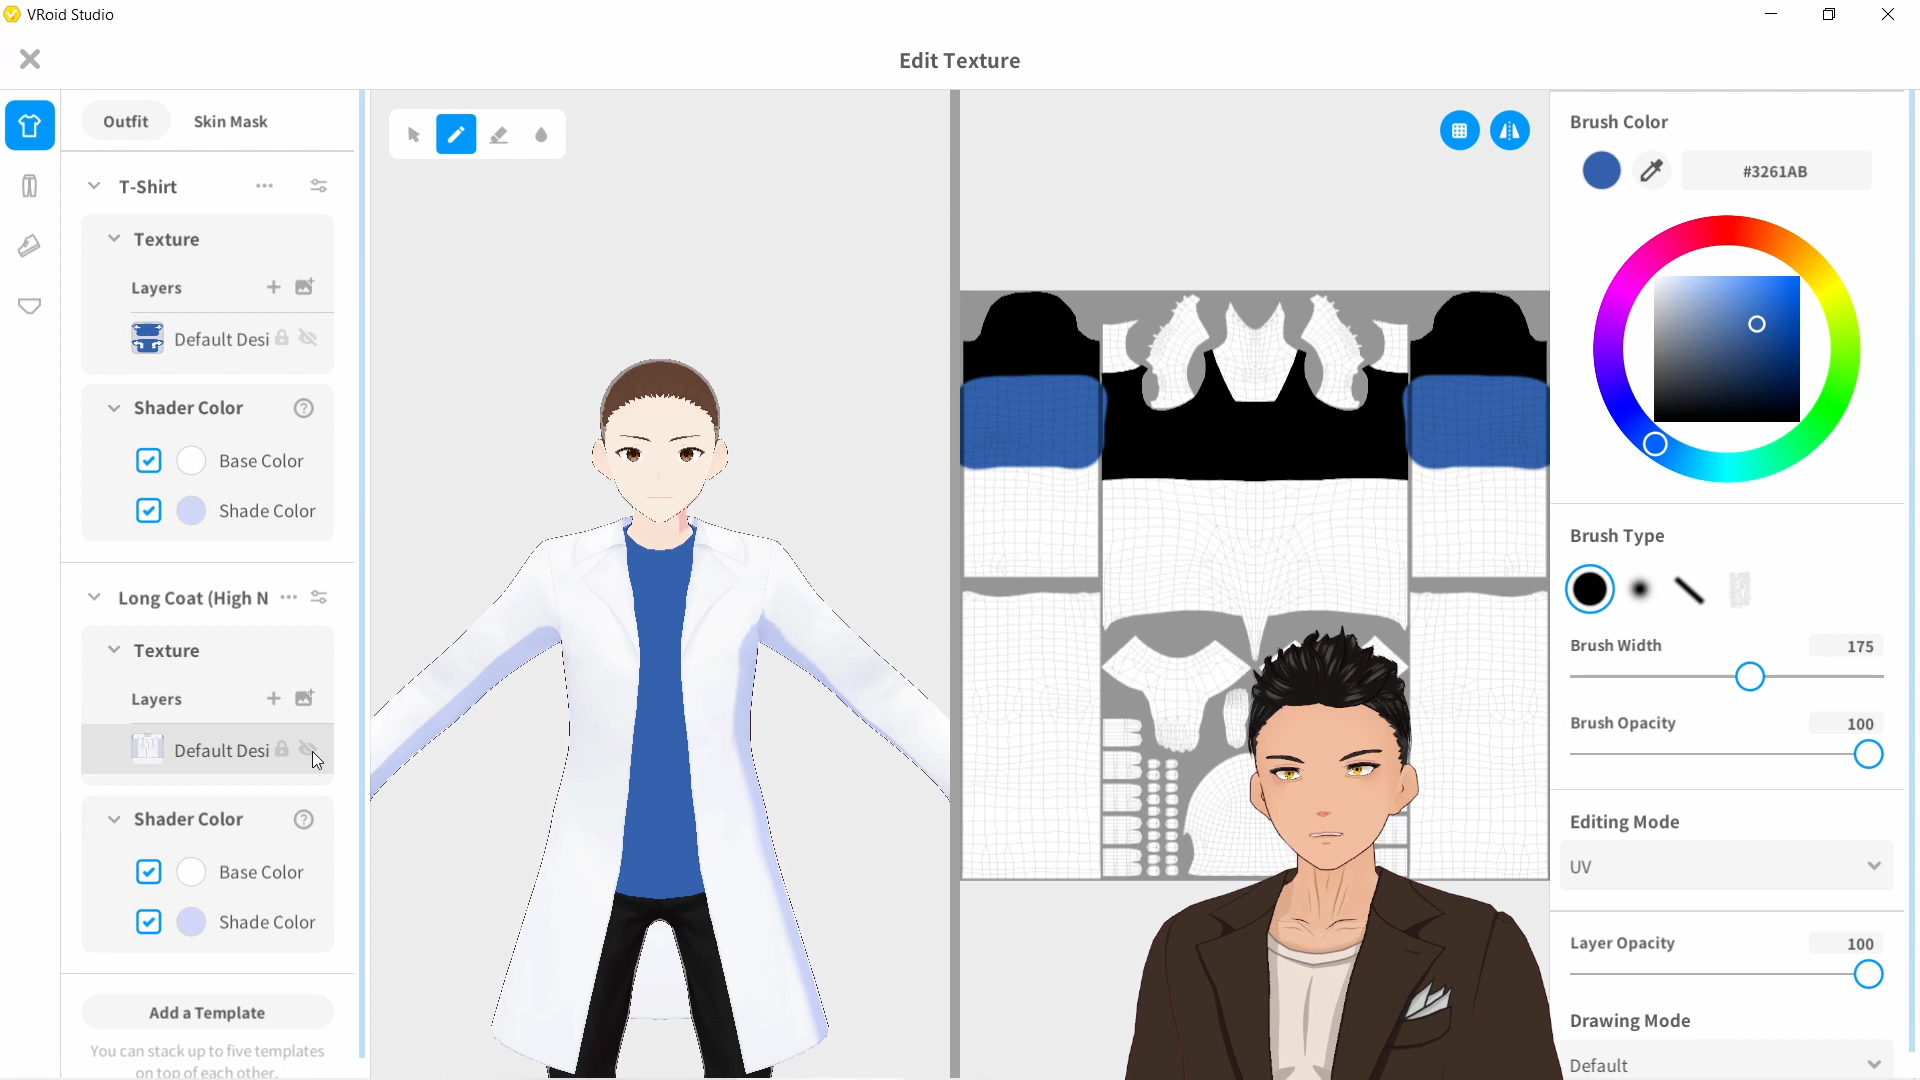 VRoid Studio
Edit Texture
Outfit
Skin Mask
T-Shirt
Texture
Layers
Default Desi
Shader Color
Base Color
Shade Color
Long Coat (High N
Texture
Layers
Default Desi
Shader Color
Base Color
Shade Color
Add a Template
You can stack up to five templates
on top of each other.
Brush Color
#3261AB
Brush Type
Brush Width 175
Brush Opacity 100
Editing Mode
UV
Layer Opacity 100
Drawing Mode
Default